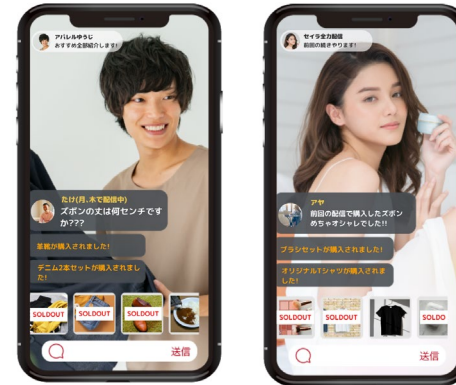 アパレルゆうじ
おすすめ全部紹介します!
たけ(月、木で配信中)
ズボンの丈は何センチです
か???
革靴が購入されました!
デニム2本セットが購入されまし
た!
SOLDOUT
SOLDOUT
SOLDOUT
送信
セイラ全力配信
前回の続きやります!
アヤ
前回の配信で購入したズボン
めちゃオシャレでした!!
ブラシセットが購入されました!
オリジナルTシャツが購入されま
した!
SOLDOUT
SOLDOUT
SOLDO
送信